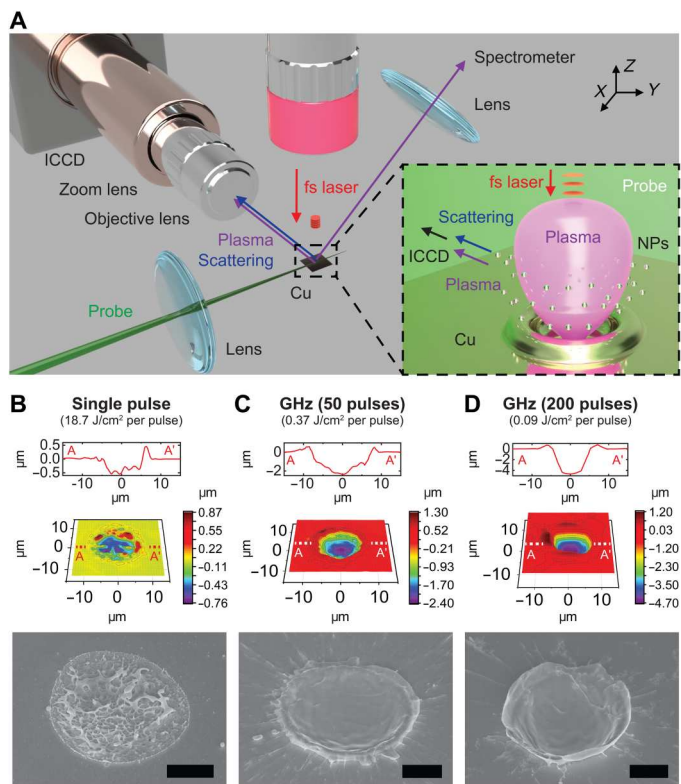 A
Spectrometer
Z
X
Y
Lens
ICCD
Zoom lens
Objective lens
fs laser
Plasma
Scattering
Cu
Probe
Lens
fs laser
Probe
Scattering
Plasma
NPs
ICCD
Plasma
Cu
B
Single pulse
(18.7 J/cm² per pulse)
µm
0.5
0.0
−0.5
A
A'
−10 0 10
µm
µm
10
0
−10
A
A'
−10 0 10
µm
µm
0.87
0.55
0.22
−0.11
−0.43
−0.76
C
GHz (50 pulses)
(0.37 J/cm² per pulse)
µm
0
−2
A
A'
−10 0 10
µm
µm
10
0
−10
A
A'
−10 0 10
µm
µm
1.30
0.56
−0.19
−0.93
−1.70
−2.40
D
GHz (200 pulses)
(0.09 J/cm² per pulse)
µm
0
−2
−4
A
A'
−10 0 10
µm
µm
10
0
−10
A
A'
−10 0 10
µm
µm
1.20
0.03
−1.20
−2.30
−3.50
−4.70